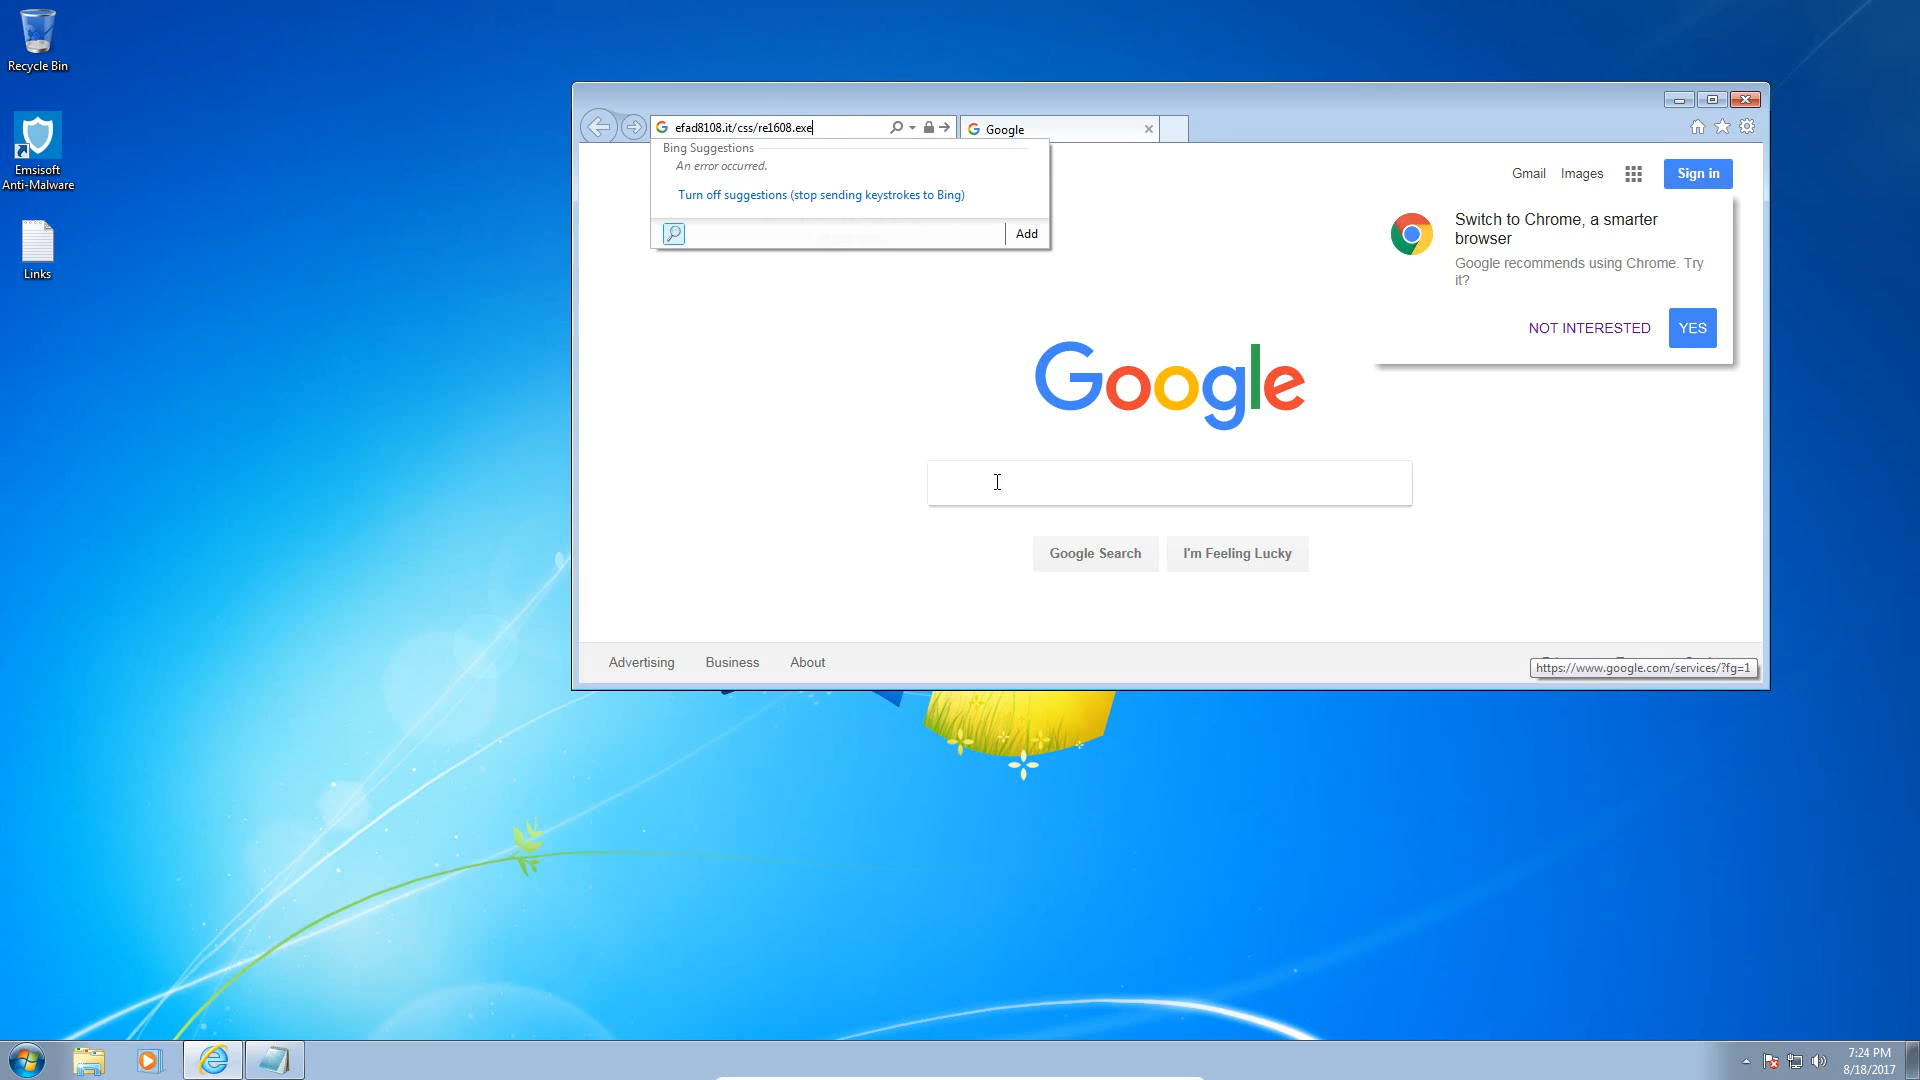 Recycle Bin
Emsisoft
Anti-Malware
Links
efad8108.it/css/re1608.exe
Google
Bing Suggestions
An error occurred.
Turn off suggestions (stop sending keystrokes to Bing)
Add
Gmail
Images
Sign in
Switch to Chrome, a smarter
browser
Google recommends using Chrome. Try
it?
NOT INTERESTED
YES
Google
Google Search
I'm Feeling Lucky
Advertising
Business
About
https://www.google.com/services/?fg=1
7:24 PM
8/18/2017